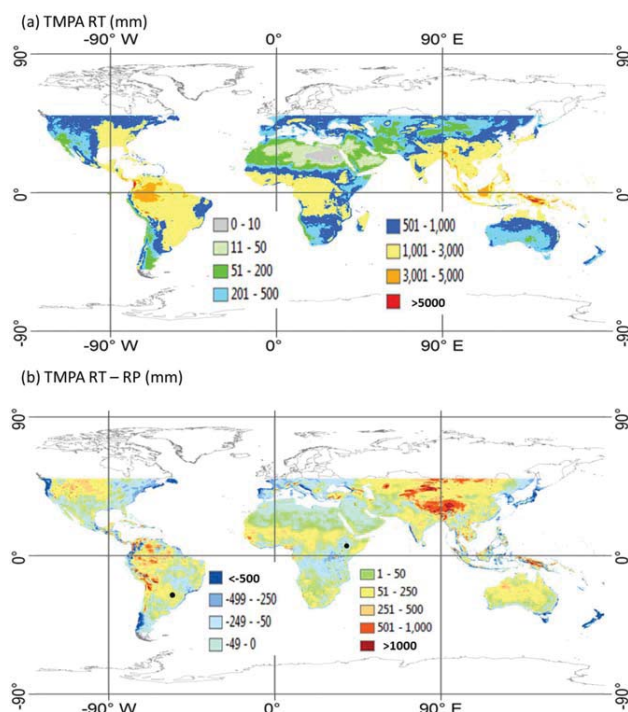 (a) TMPA RT (mm)
-90° W 0° 90° E
90° 90°
0° 0°
0 - 10
11 - 50
51 - 200
201 - 500
501 - 1,000
1,001 - 3,000
3,001 - 5,000
>5000
-90° -90°
-90° W 0° 90° E
(b) TMPA RT – RP (mm)
90° 90°
0° 0°
<-500
-499 - -250
-249 - -50
-49 - 0
1 - 50
51 - 250
251 - 500
501 - 1,000
>1000
-90° -90°
-90° W 0° 90° E